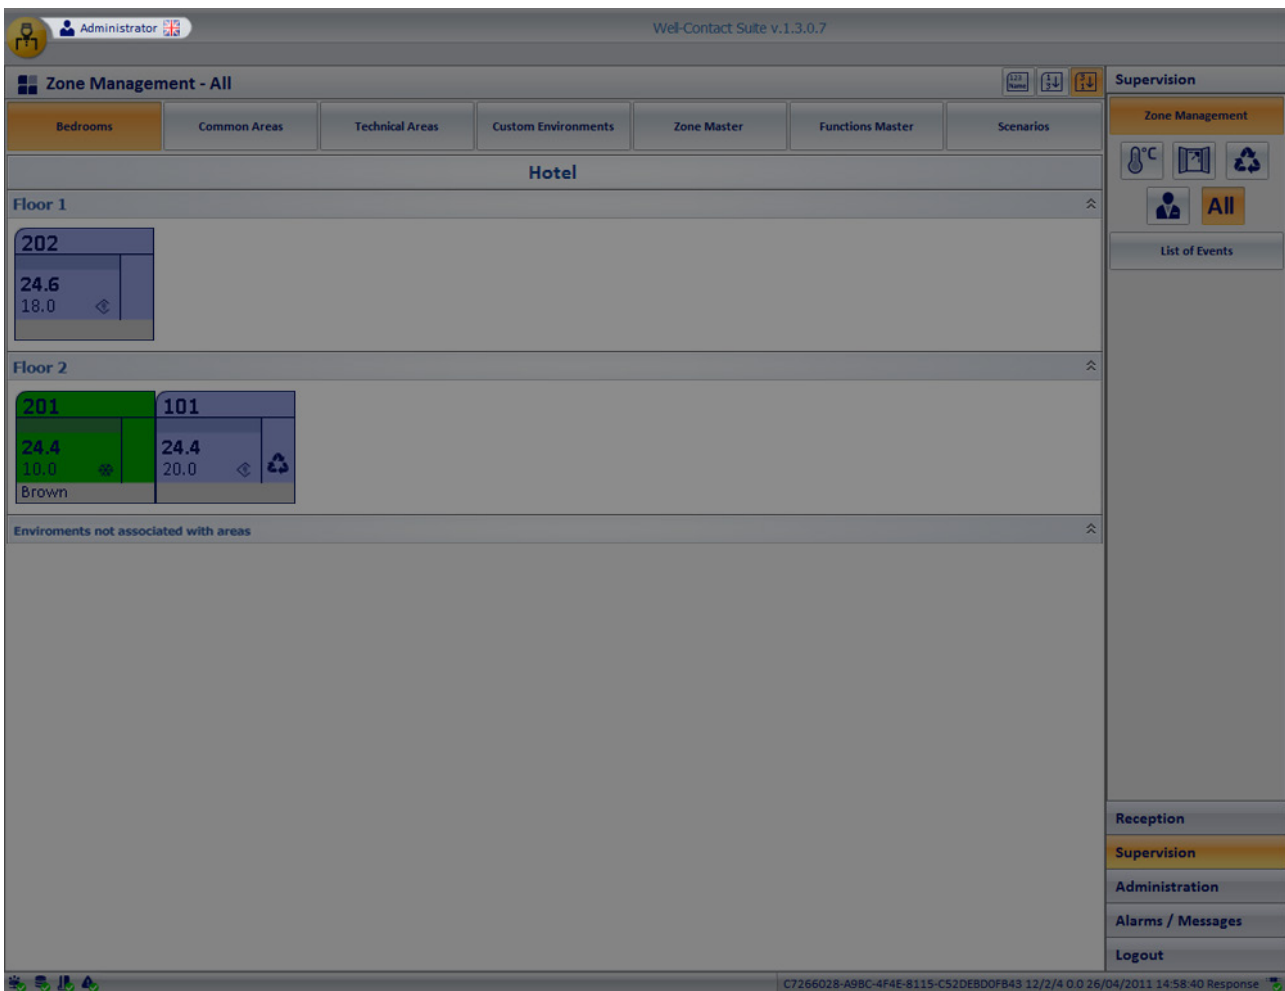 Administrator
Well-Contact Suite v.1.3.0.7
Zone Management - All
Supervision
Bedrooms
Common Areas
Technical Areas
Custom Environments
Zone Master
Functions Master
Scenarios
Zone Management
Hotel
°C
All
List of Events
Floor 1
202
24.6
18.0
Floor 2
201
24.4
10.0
Brown
101
24.4
20.0
Enviroments not associated with areas
Reception
Supervision
Administration
Alarms / Messages
Logout
C7266028-A9BC-4F4E-8115-C52DEBD0FB43 12/2/4 0.0 26/04/2011 14:58:40 Response